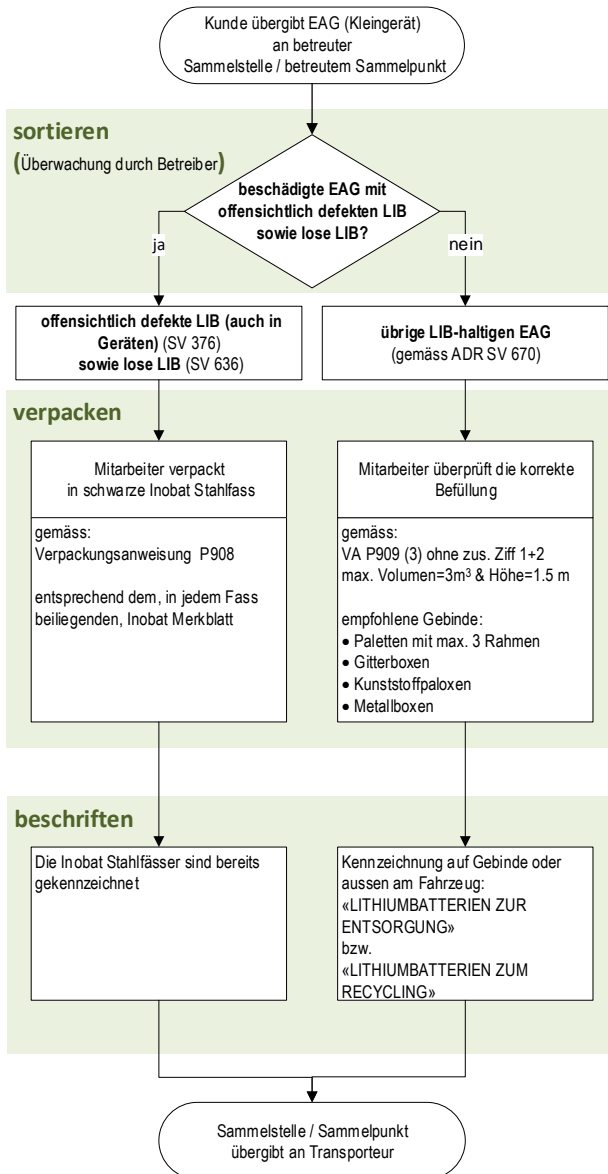 Kunde übergibt EAG (Kleingerät)
an betreuter
Sammelstelle / betreutem Sammelpunkt
sortieren
(Überwachung durch Betreiber)
beschädigte EAG mit
offensichtlich defekten LIB
sowie lose LIB?
ja
nein
offensichtlich defekte LIB (auch in
Geräten) (SV 376)
sowie lose LIB (SV 636)
übrige LIB-haltigen EAG
(gemäss ADR SV 670)
verpacken
Mitarbeiter verpackt
in schwarze Inobat Stahlfass
gemäss:
Verpackungsanweisung P908
entsprechend dem, in jedem Fass
beiliegenden, Inobat Merkblatt
Mitarbeiter überprüft die korrekte
Befüllung
gemäss:
VA P909 (3) ohne zus. Ziff 1+2
max. Volumen=3m³ & Höhe=1.5 m
empfohlene Gebinde:
● Paletten mit max. 3 Rahmen
● Gitterboxen
● Kunststoffpaloxen
● Metallboxen
beschriften
Die Inobat Stahlfässer sind bereits
gekennzeichnet
Kennzeichnung auf Gebinde oder
aussen am Fahrzeug:
«LITHIUMBATTERIEN ZUR
ENTSORGUNG»
bzw.
«LITHIUMBATTERIEN ZUM
RECYCLING»
Sammelstelle / Sammelpunkt
übergibt an Transporteur